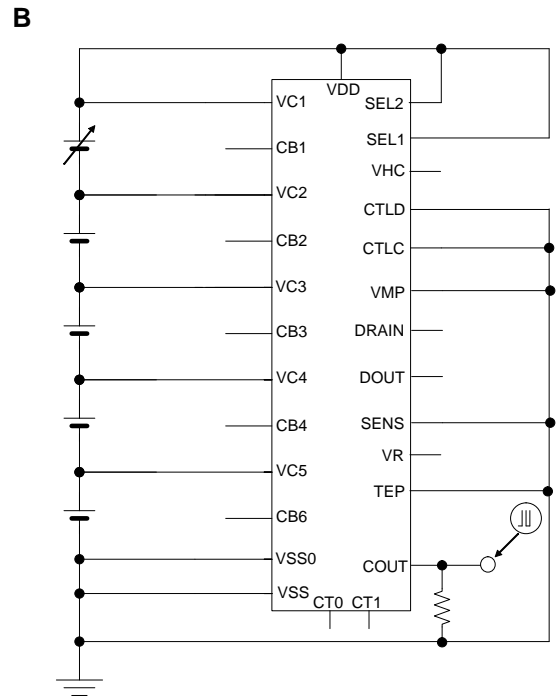 B
VDD
VC1
SEL2
SEL1
CB1
VHC
VC2
CTLD
CB2
CTLC
VC3
VMP
CB3
DRAIN
VC4
DOUT
CB4
SENS
VC5
VR
TEP
CB6
VSS0
COUT
VSS
CT0 CT1